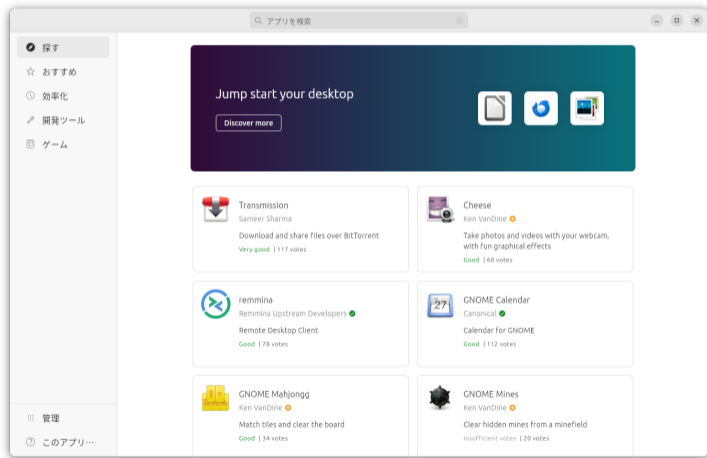 アプリを検索
探す
おすすめ
効率化
開発ツール
ゲーム
管理
このアプリ…
Jump start your desktop
Discover more
Transmission
Sameer Sharma
Download and share files over BitTorrent
Very good | 117 votes
Cheese
Ken VanDine
Take photos and videos with your webcam,
with fun graphical effects
Good | 60 votes
remmina
Remmina Upstream Developers
Remote Desktop Client
Good | 78 votes
27
GNOME Calendar
Canonical
Calendar for GNOME
Good | 112 votes
GNOME Mahjongg
Ken VanDine
Match tiles and clear the board
Good | 34 votes
GNOME Mines
Ken VanDine
Clear hidden mines from a minefield
Insufficient votes | 20 votes